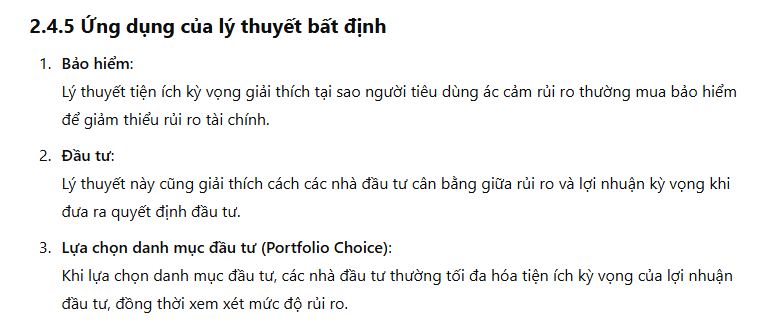 2.4.5 Ứng dụng của lý thuyết bất định
1. Bảo hiểm:
Lý thuyết tiện ích kỳ vọng giải thích tại sao người tiêu dùng ác cảm rủi ro thường mua bảo hiểm
để giảm thiểu rủi ro tài chính.
2. Đầu tư:
Lý thuyết này cũng giải thích cách các nhà đầu tư cân bằng giữa rủi ro và lợi nhuận kỳ vọng khi
đưa ra quyết định đầu tư.
3. Lựa chọn danh mục đầu tư (Portfolio Choice):
Khi lựa chọn danh mục đầu tư, các nhà đầu tư thường tối đa hóa tiện ích kỳ vọng của lợi nhuận
đầu tư, đồng thời xem xét mức độ rủi ro.